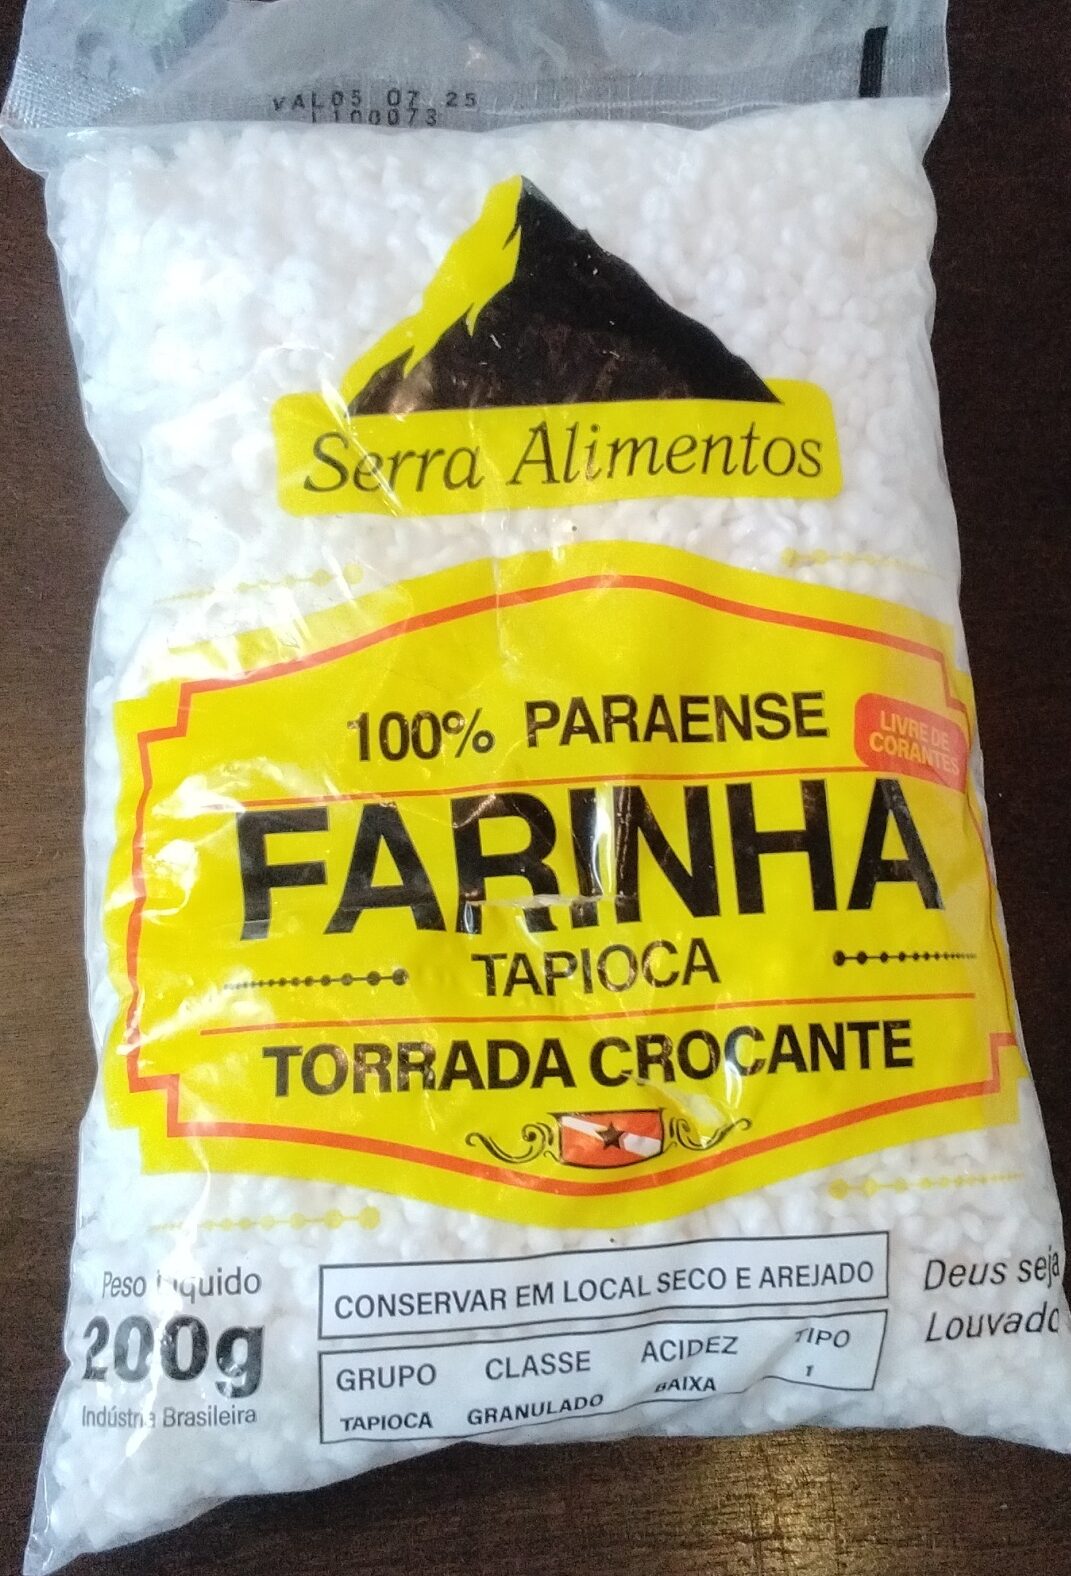 VAL05 07 25
L100073
Serra Alimentos
100% PARAENSE
LIVRE DE
CORANTES
FARINHA
TAPIOCA
TORRADA CROCANTE
Peso Líquido
200g
Indústria Brasileira
CONSERVAR EM LOCAL SECO E AREJADO
GRUPO CLASSE ACIDEZ TIPO
TAPIOCA GRANULADO BAIXA 1
Deus seja
Louvado